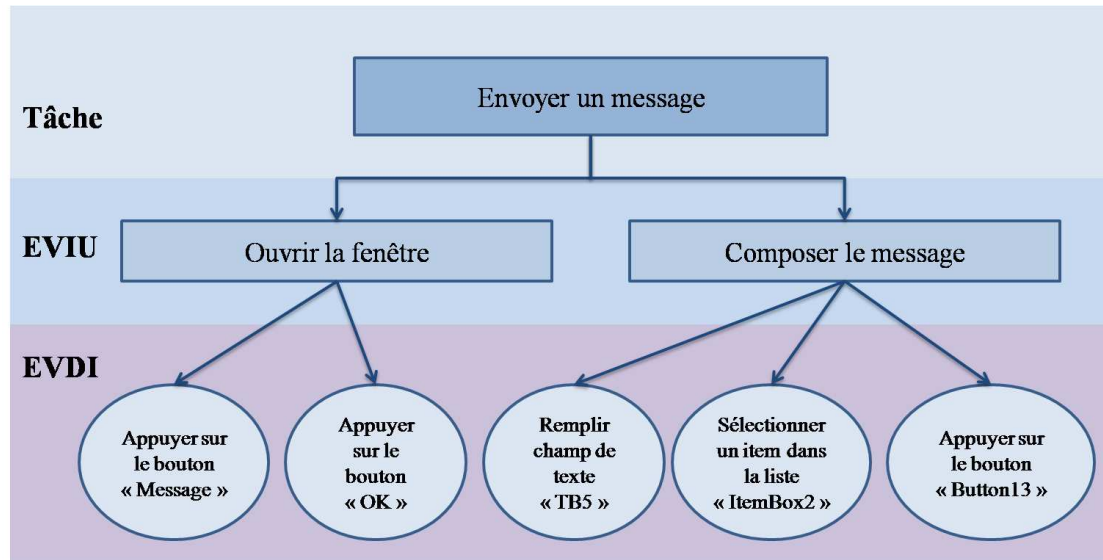 Tâche
Envoyer un message
EVIU
Ouvrir la fenêtre
Composer le message
EVDI
Appuyer sur
le bouton
« Message »
Appuyer
sur le
bouton
« OK »
Remplir
champ de
texte
« TB5 »
Sélectionner
un item dans
la liste
« ItemBox2 »
Appuyer sur
le bouton
« Button13 »